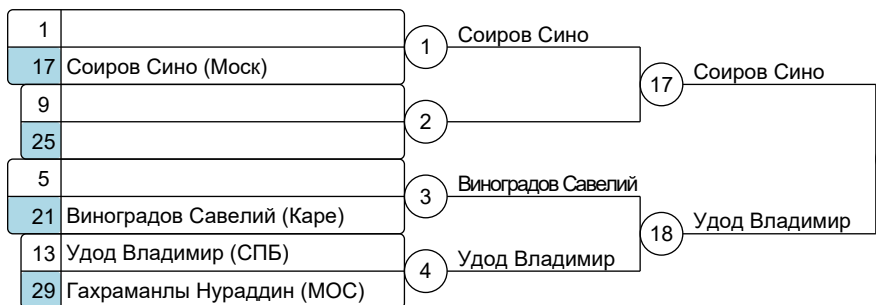 1
17 Соиров Сино (Моск)
1 Соиров Сино
9
25
2
17 Соиров Сино
5
21 Виноградов Савелий (Каре)
3 Виноградов Савелий
13 Удод Владимир (СПБ)
29 Гахраманлы Нураддин (МОС)
4 Удод Владимир
18 Удод Владимир